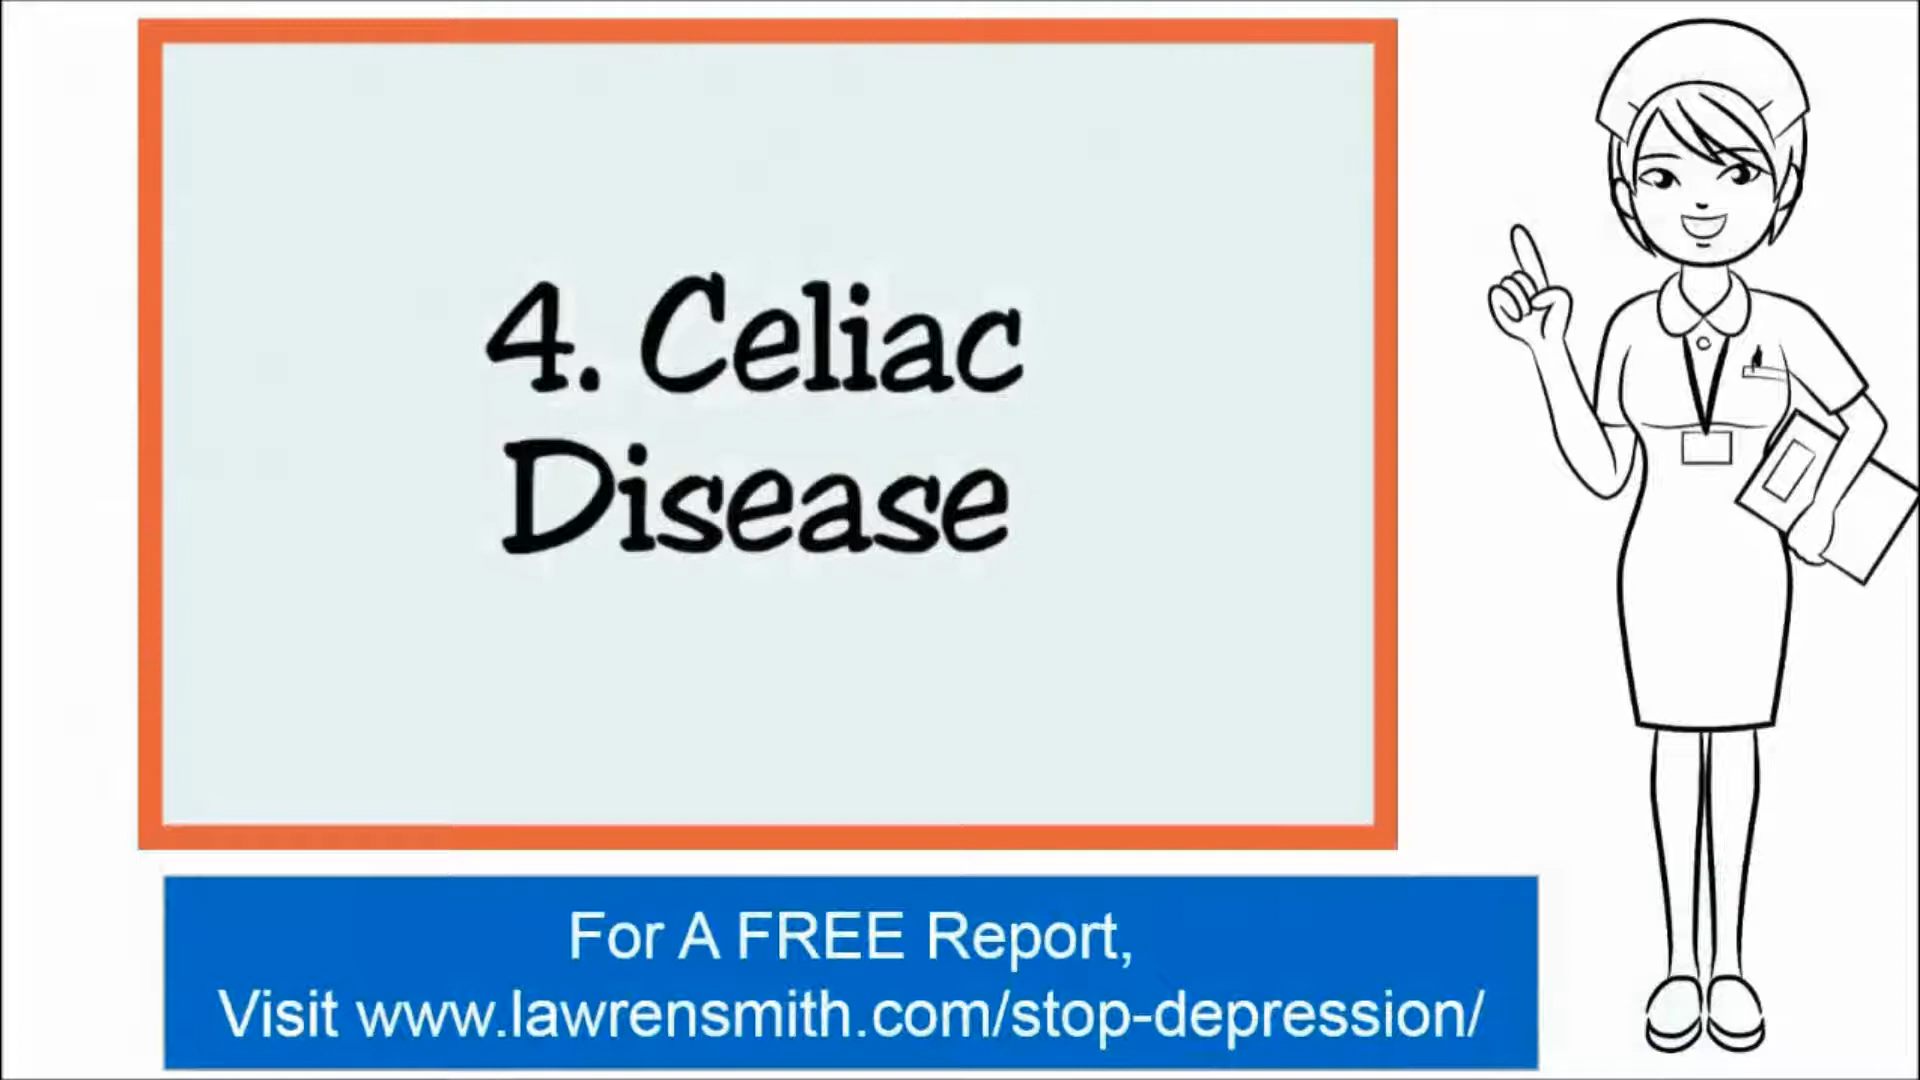 4. Celiac
Disease
For A FREE Report,
Visit www.lawrensmith.com/stop-depression/